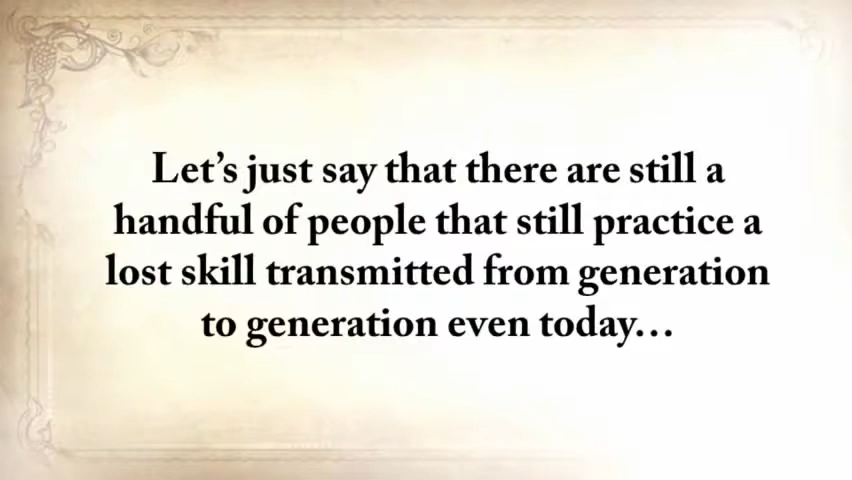 Let’s just say that there are still a
handful of people that still practice a
lost skill transmitted from generation
to generation even today…